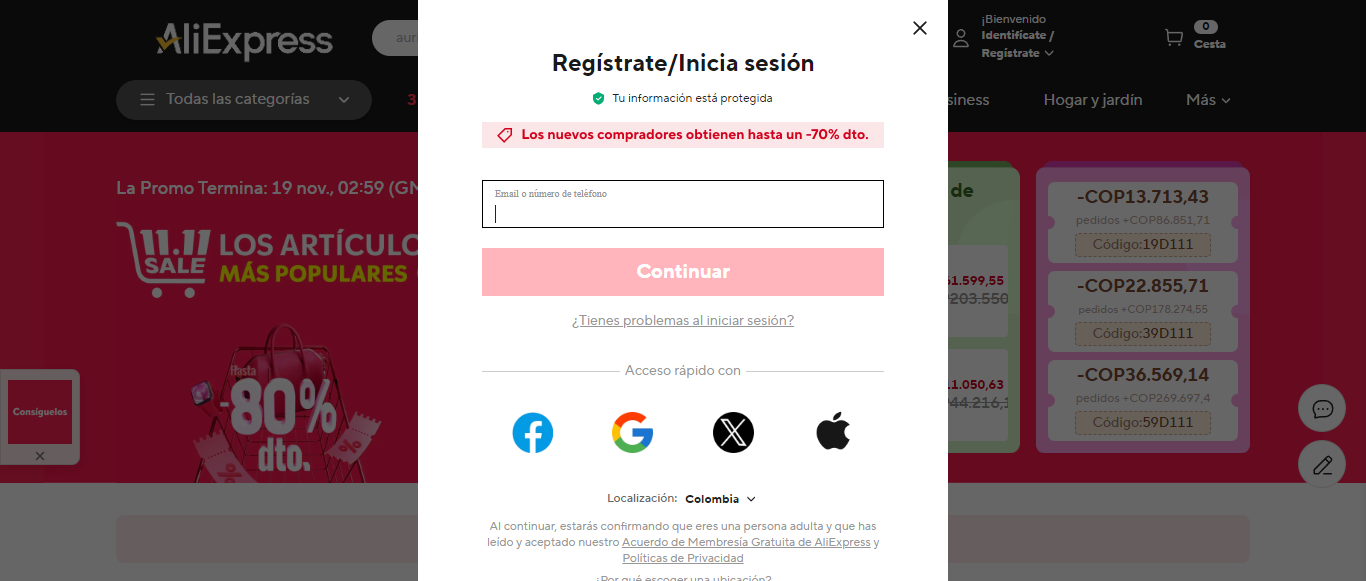 AliExpress
aur
¡Bienvenido
Identifícate /
Regístrate
0
Cesta
Todas las categorías
3
siness
Hogar y jardín
Más
Regístrate/Inicia sesión
Tu información está protegida
Los nuevos compradores obtienen hasta un -70% dto.
Email o número de teléfono
Continuar
¿Tienes problemas al iniciar sesión?
Acceso rápido con
Localización: Colombia
Al continuar, estarás confirmando que eres una persona adulta y que has
leído y aceptado nuestro Acuerdo de Membresía Gratuita de AliExpress y
Políticas de Privacidad
¿Por qué escoger una ubicación?
La Promo Termina: 19 nov., 02:59 (GM
11.11
SALE
LOS ARTÍCULO
MÁS POPULARES
Hasta
-80%
dto.
Consíguelos
de
1.599,55
203.550
1.050,63
44.216,1
-COP13.713,43
pedidos +COP86.851,71
Código:19D111
-COP22.855,71
pedidos +COP178.274,55
Código:39D111
-COP36.569,14
pedidos +COP269.697,4
Código:59D111